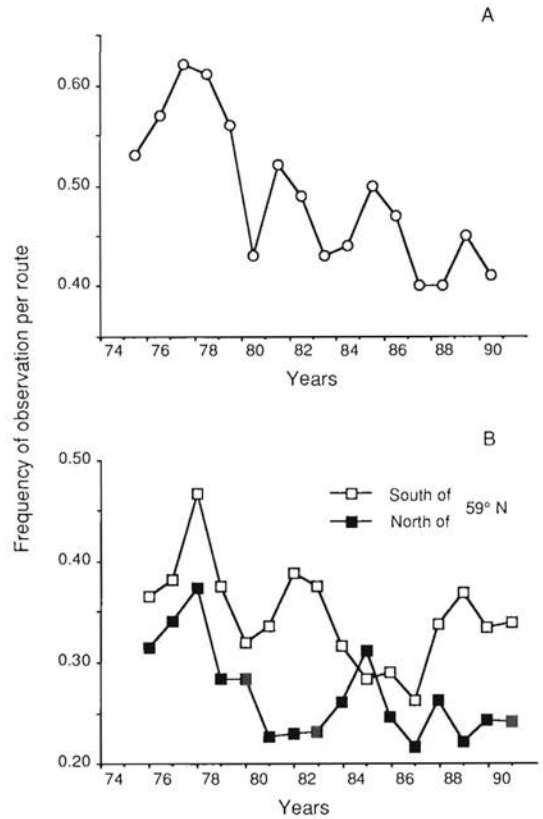 A
Frequency of observation per route
0.60
0.50
0.40
74 76 78 80 82 84 86 88 90
Years
B
0.50
South of 59° N
North of
0.40
0.30
0.20
74 76 78 80 82 84 86 88 90
Years